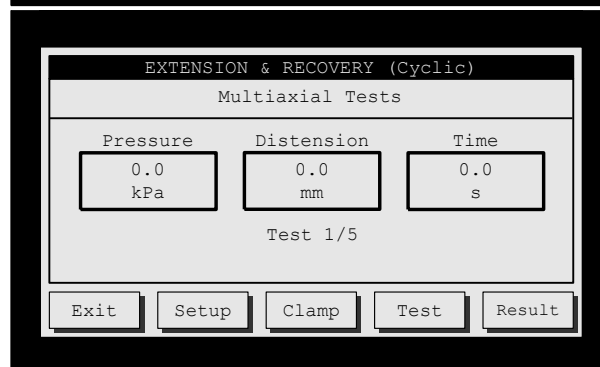 EXTENSION & RECOVERY (Cyclic)
Multiaxial Tests
Pressure Distension Time
0.0 0.0 0.0
kPa mm s
Test 1/5
Exit Setup Clamp Test Result